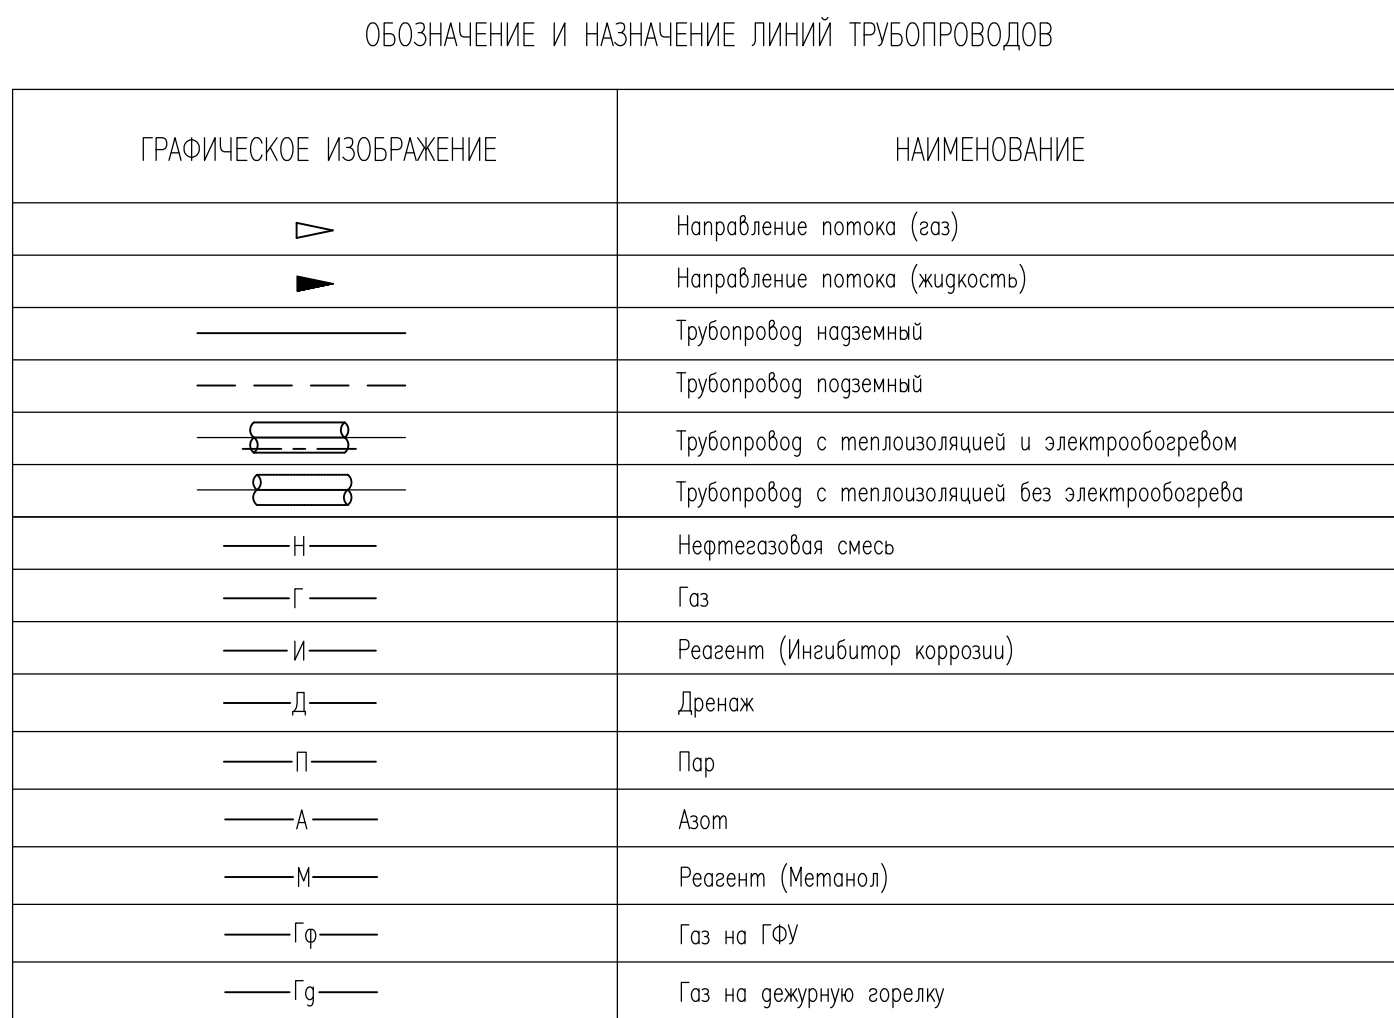 ОБОЗНАЧЕНИЕ И НАЗНАЧЕНИЕ ЛИНИЙ ТРУБОПРОВОДОВ
ГРАФИЧЕСКОЕ ИЗОБРАЖЕНИЕ НАИМЕНОВАНИЕ
Направление потока (газ)
Направление потока (жидкость)
Трубопровод надземный
Трубопровод подземный
Трубопровод с теплоизоляцией и электрообогревом
Трубопровод с теплоизоляцией без электрообогрева
Н Нефтегазовая смесь
Г Газ
И Реагент (Ингибитор коррозии)
Д Дренаж
П Пар
А Азот
М Реагент (Метанол)
Гф Газ на ГФУ
Гд Газ на дежурную горелку